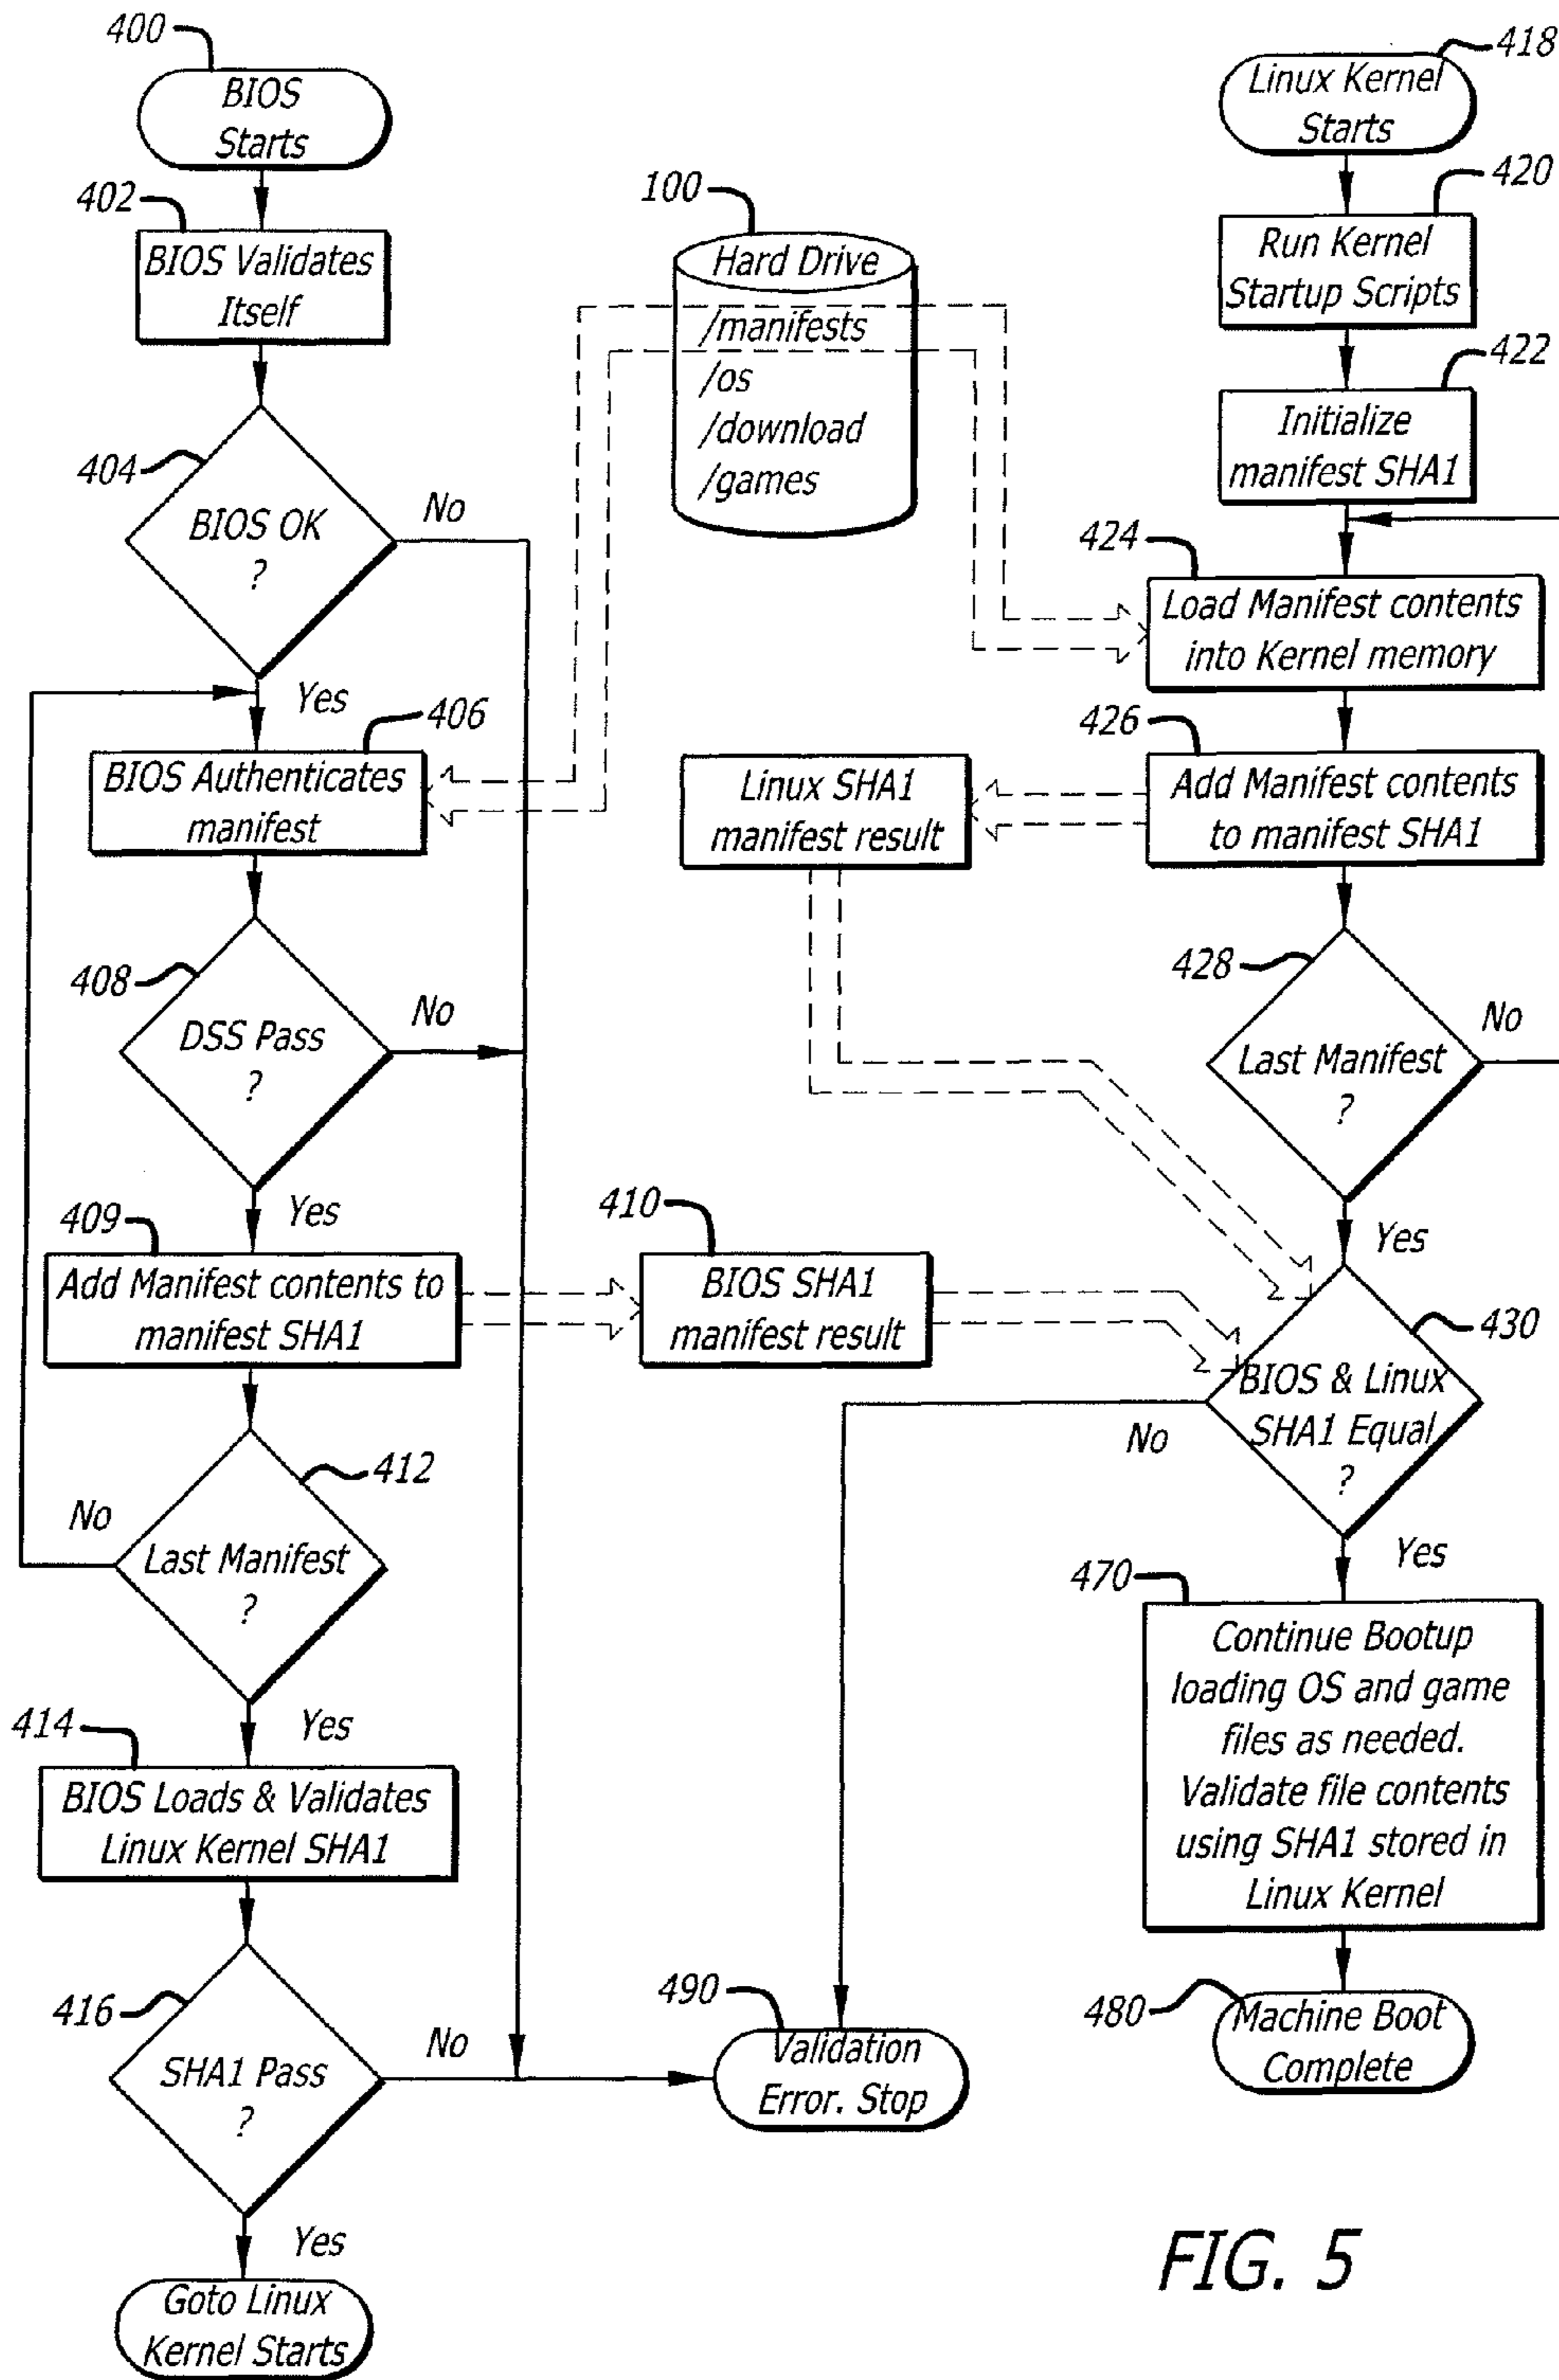 400
BIOS
Starts
402
BIOS Validates
Itself
404
BIOS OK
?
No
Yes
406
BIOS Authenticates
manifest
408
DSS Pass
?
No
Yes
409
Add Manifest contents to
manifest SHA1
410
BIOS SHA1
manifest result
412
Last Manifest
?
No
Yes
414
BIOS Loads & Validates
Linux Kernel SHA1
416
SHA1 Pass
?
No
Yes
Goto Linux
Kernel Starts
100
Hard Drive
/manifests
/os
/download
/games
Linux SHA1
manifest result
490
Validation
Error. Stop
418
Linux Kernel
Starts
420
Run Kernel
Startup Scripts
422
Initialize
manifest SHA1
424
Load Manifest contents
into Kernel memory
426
Add Manifest contents
to manifest SHA1
428
Last Manifest
?
No
Yes
430
BIOS & Linux
SHA1 Equal
?
No
Yes
470
Continue Bootup
loading OS and game
files as needed.
Validate file contents
using SHA1 stored in
Linux Kernel
480
Machine Boot
Complete
FIG. 5